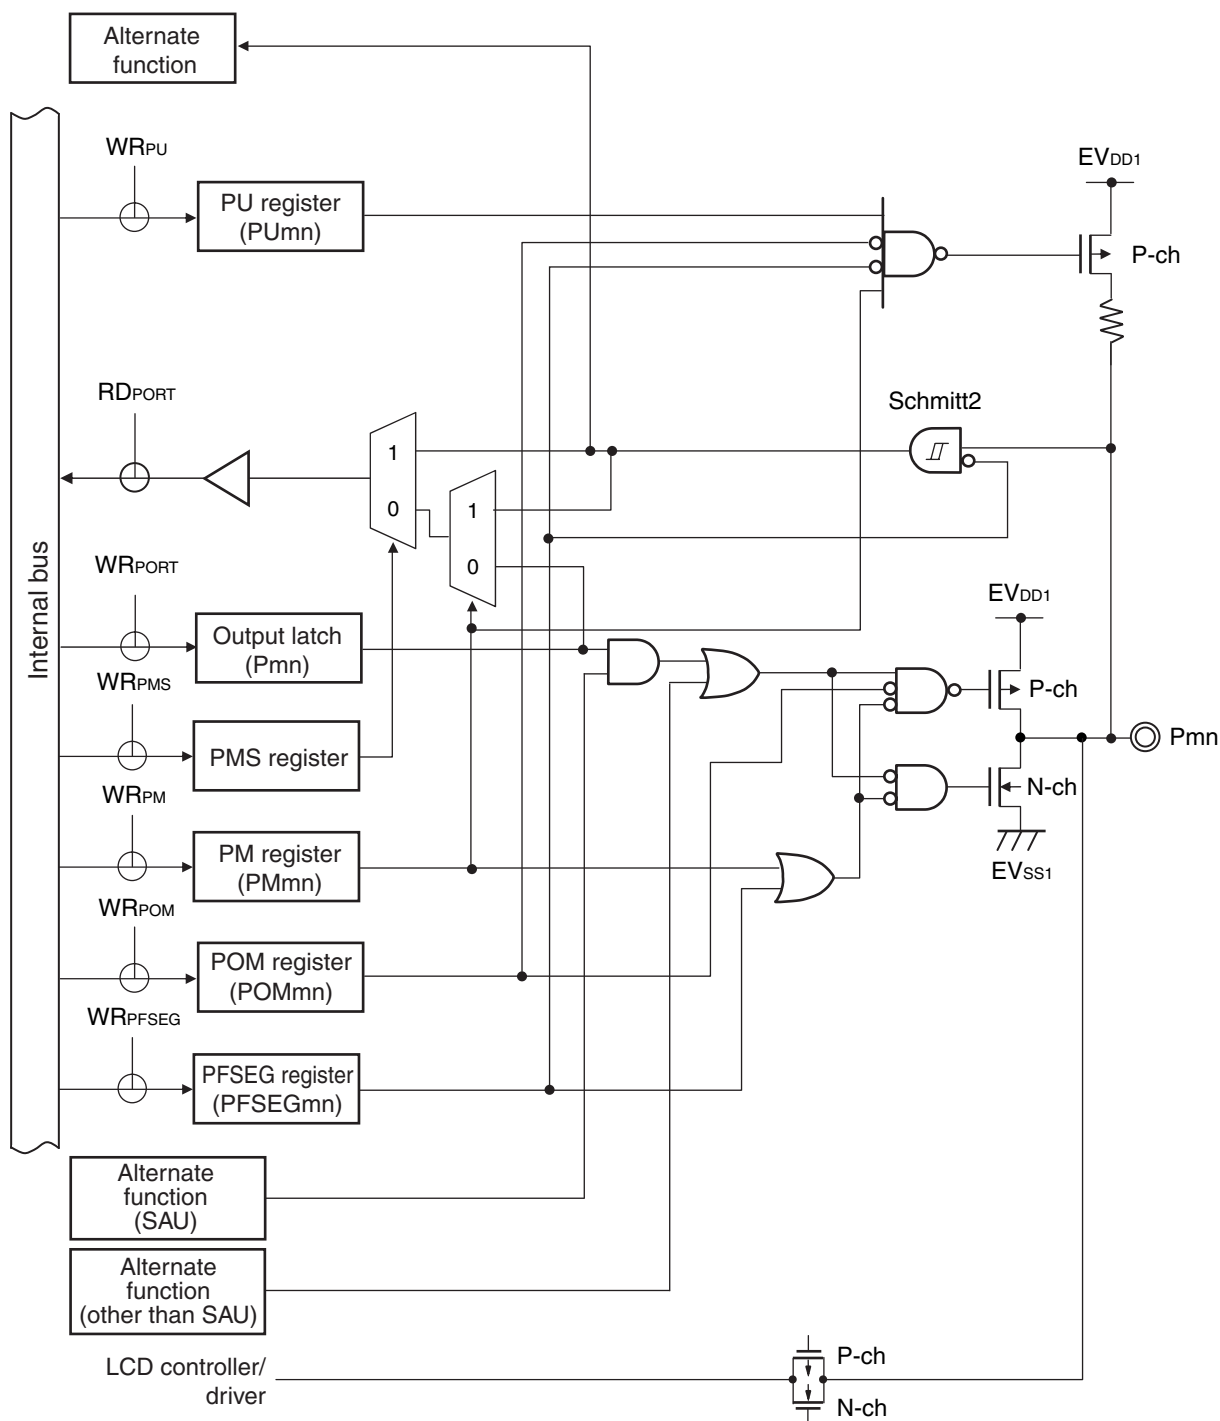 Alternate
function
WRPU
EVDD1
PU register
(PUmn)
P-ch
RDPORT
Schmitt2
1
0
1
0
Internal bus
WRPORT
EVDD1
Output latch
(Pmn)
WRPMS
P-ch
Pmn
PMS register
WRPM
N-ch
PM register
(PMmn)
EVSS1
WRPOM
POM register
(POMmn)
WRPFSEG
PFSEG register
(PFSEGmn)
Alternate
function
(SAU)
Alternate
function
(other than SAU)
LCD controller/
driver
P-ch
N-ch